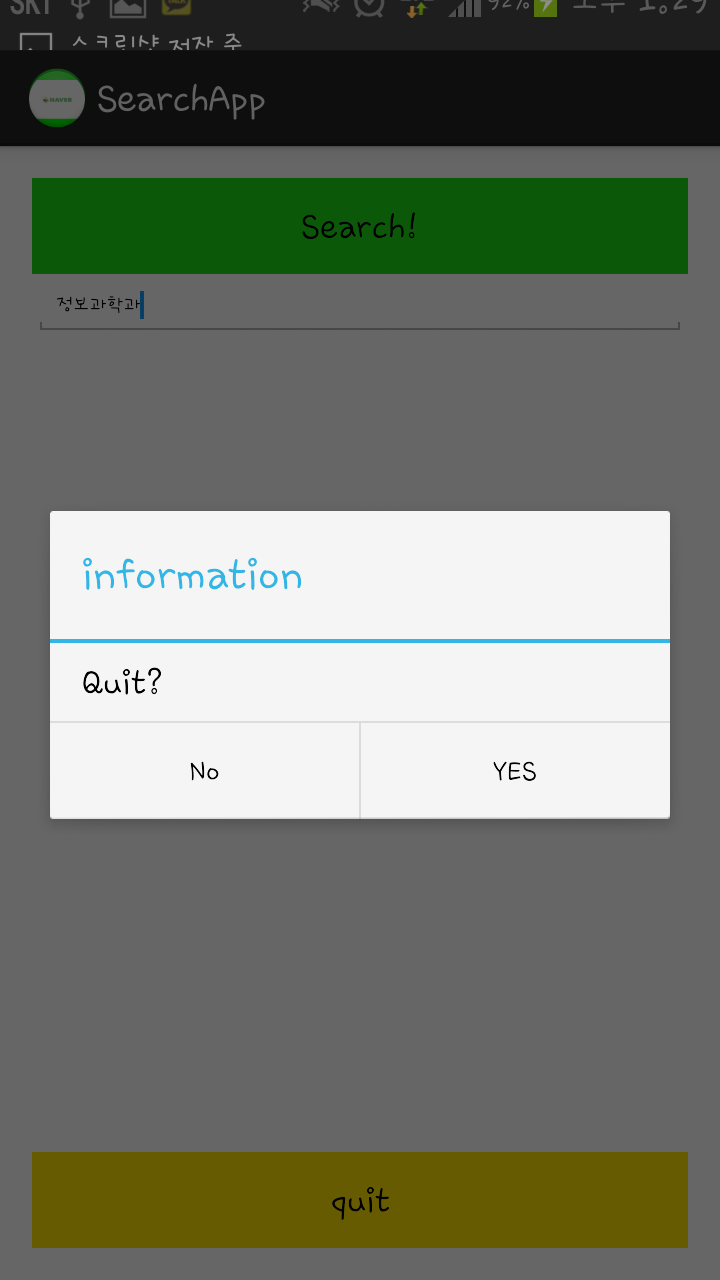 SKT 92% 오후 1:29
스크린샷 저장 중
NAVER SearchApp
Search!
정보과학과
information
Quit?
No YES
quit